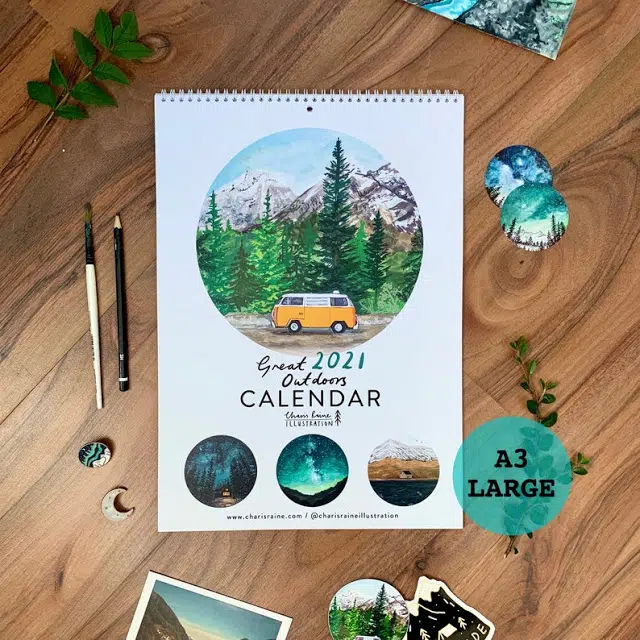 Great 2021
Outdoors
CALENDAR
Charis Raine
ILLUSTRATION
www.charisraine.com / @charisraineillustration
A3
LARGE